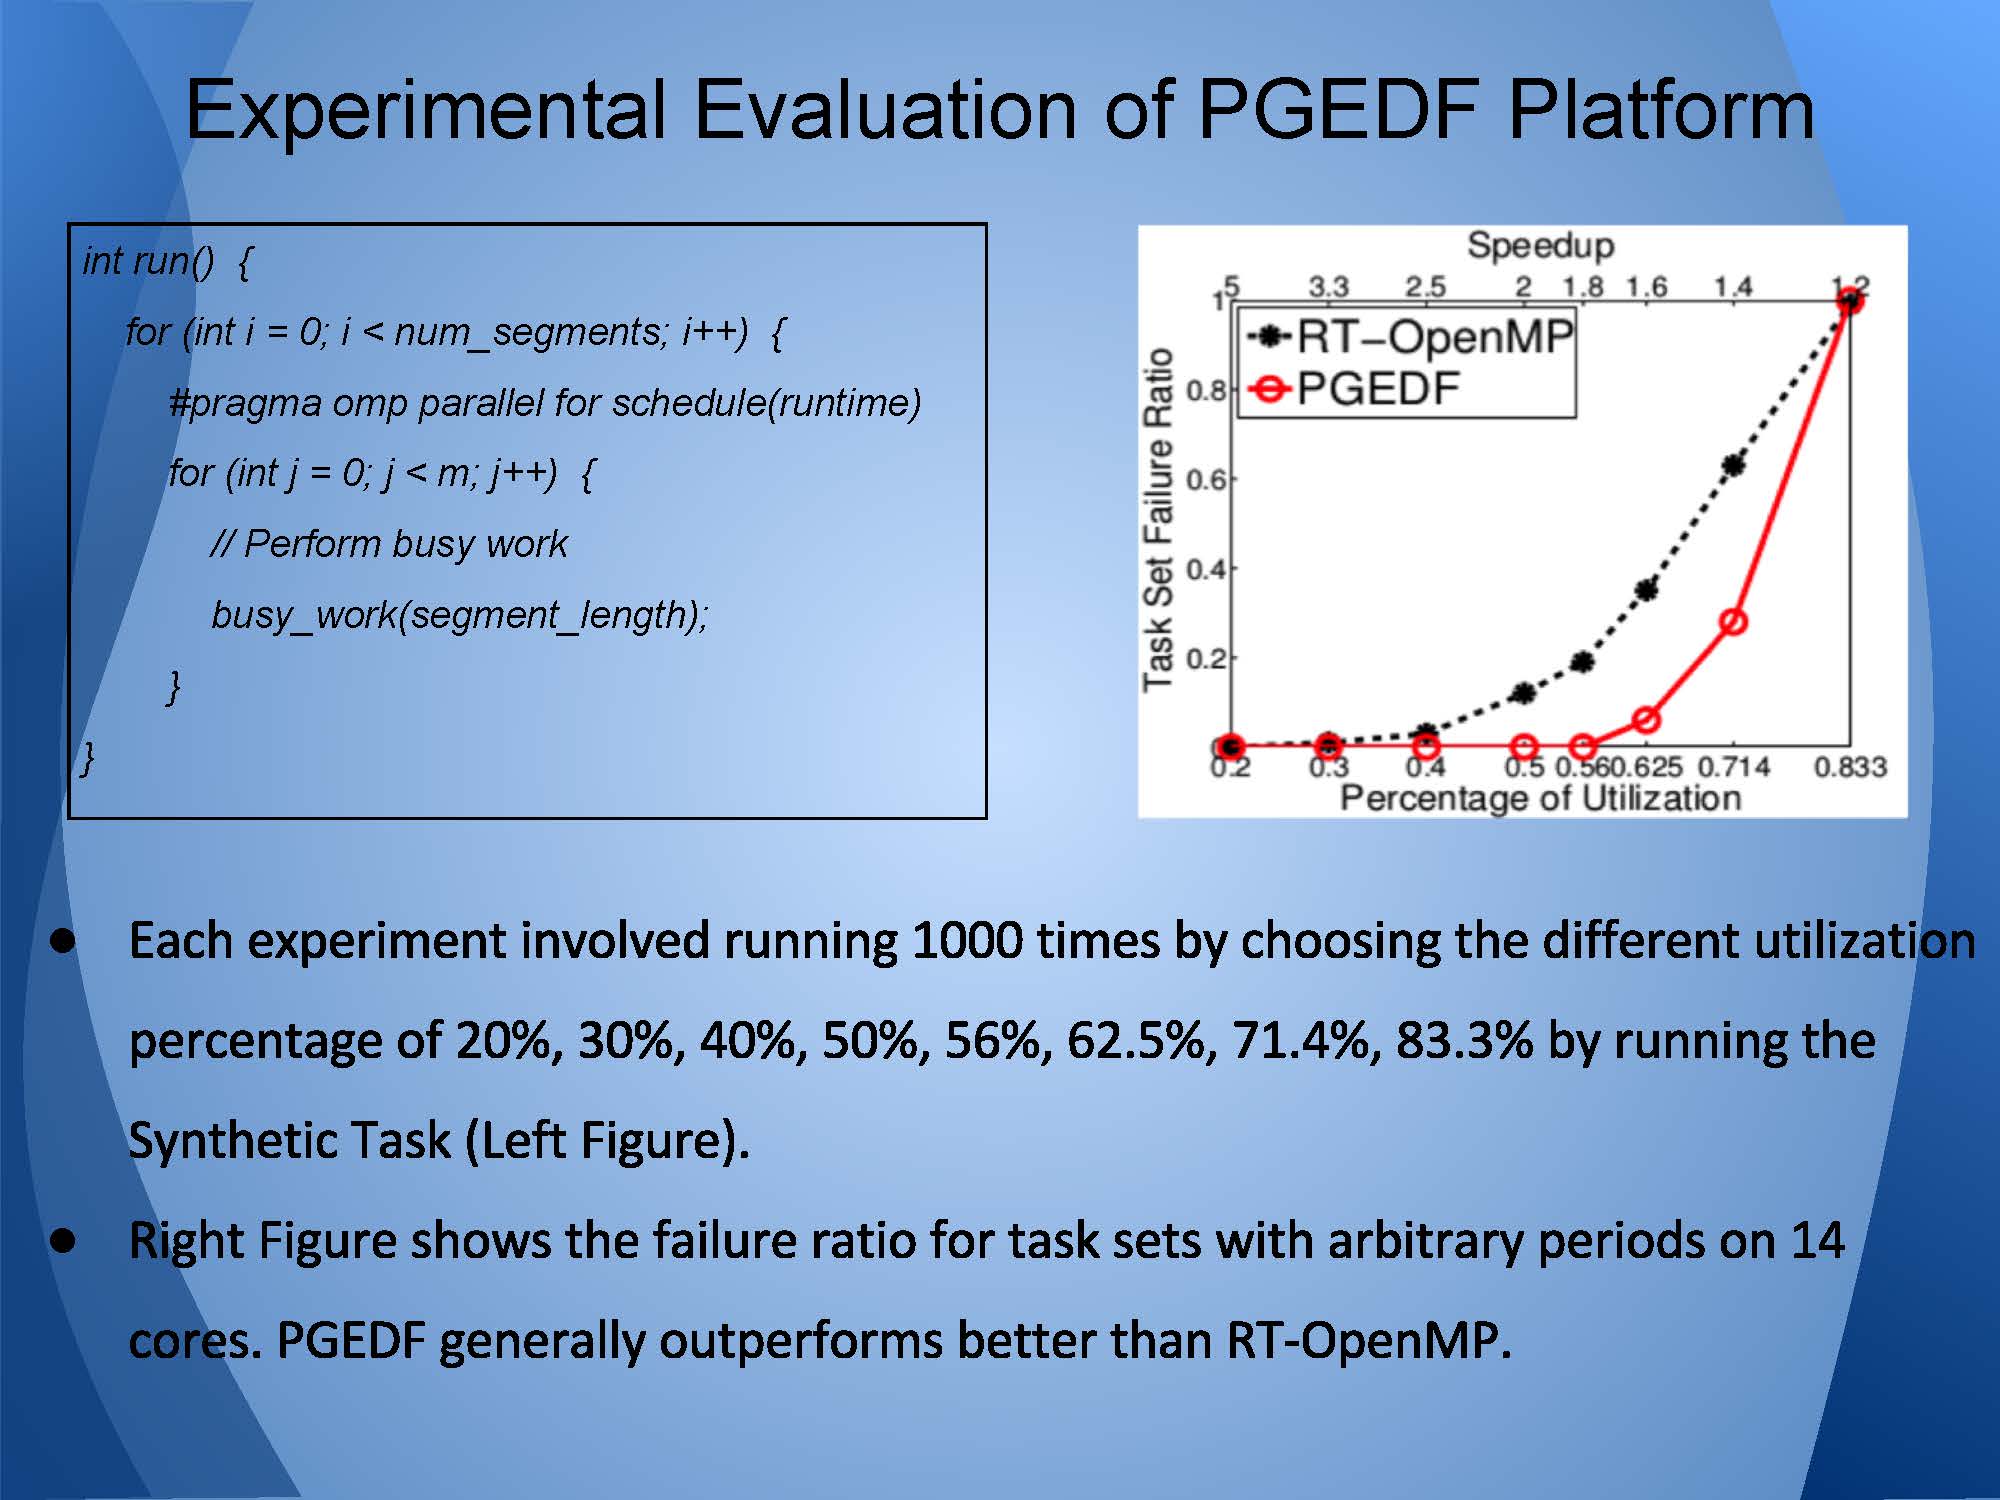 Experimental Evaluation of PGEDF Platform
int run()  {
for (int i = 0; i < num_segments; i++)  {
#pragma omp parallel for schedule(runtime)
for (int j = 0; j < m; j++)  {
// Perform busy work
busy_work(segment_length);
}
}
Speedup
5 3.3 2.5 2 1.8 1.6 1.4 1.2
1
RT-OpenMP
PGEDF
0.8
0.6
0.4
0.2
0
Task Set Failure Ratio
0.2 0.3 0.4 0.5 0.56 0.625 0.714 0.833
Percentage of Utilization
● Each experiment involved running 1000 times by choosing the different utilization
percentage of 20%, 30%, 40%, 50%, 56%, 62.5%, 71.4%, 83.3% by running the
Synthetic Task (Left Figure).
● Right Figure shows the failure ratio for task sets with arbitrary periods on 14
cores. PGEDF generally outperforms better than RT-OpenMP.